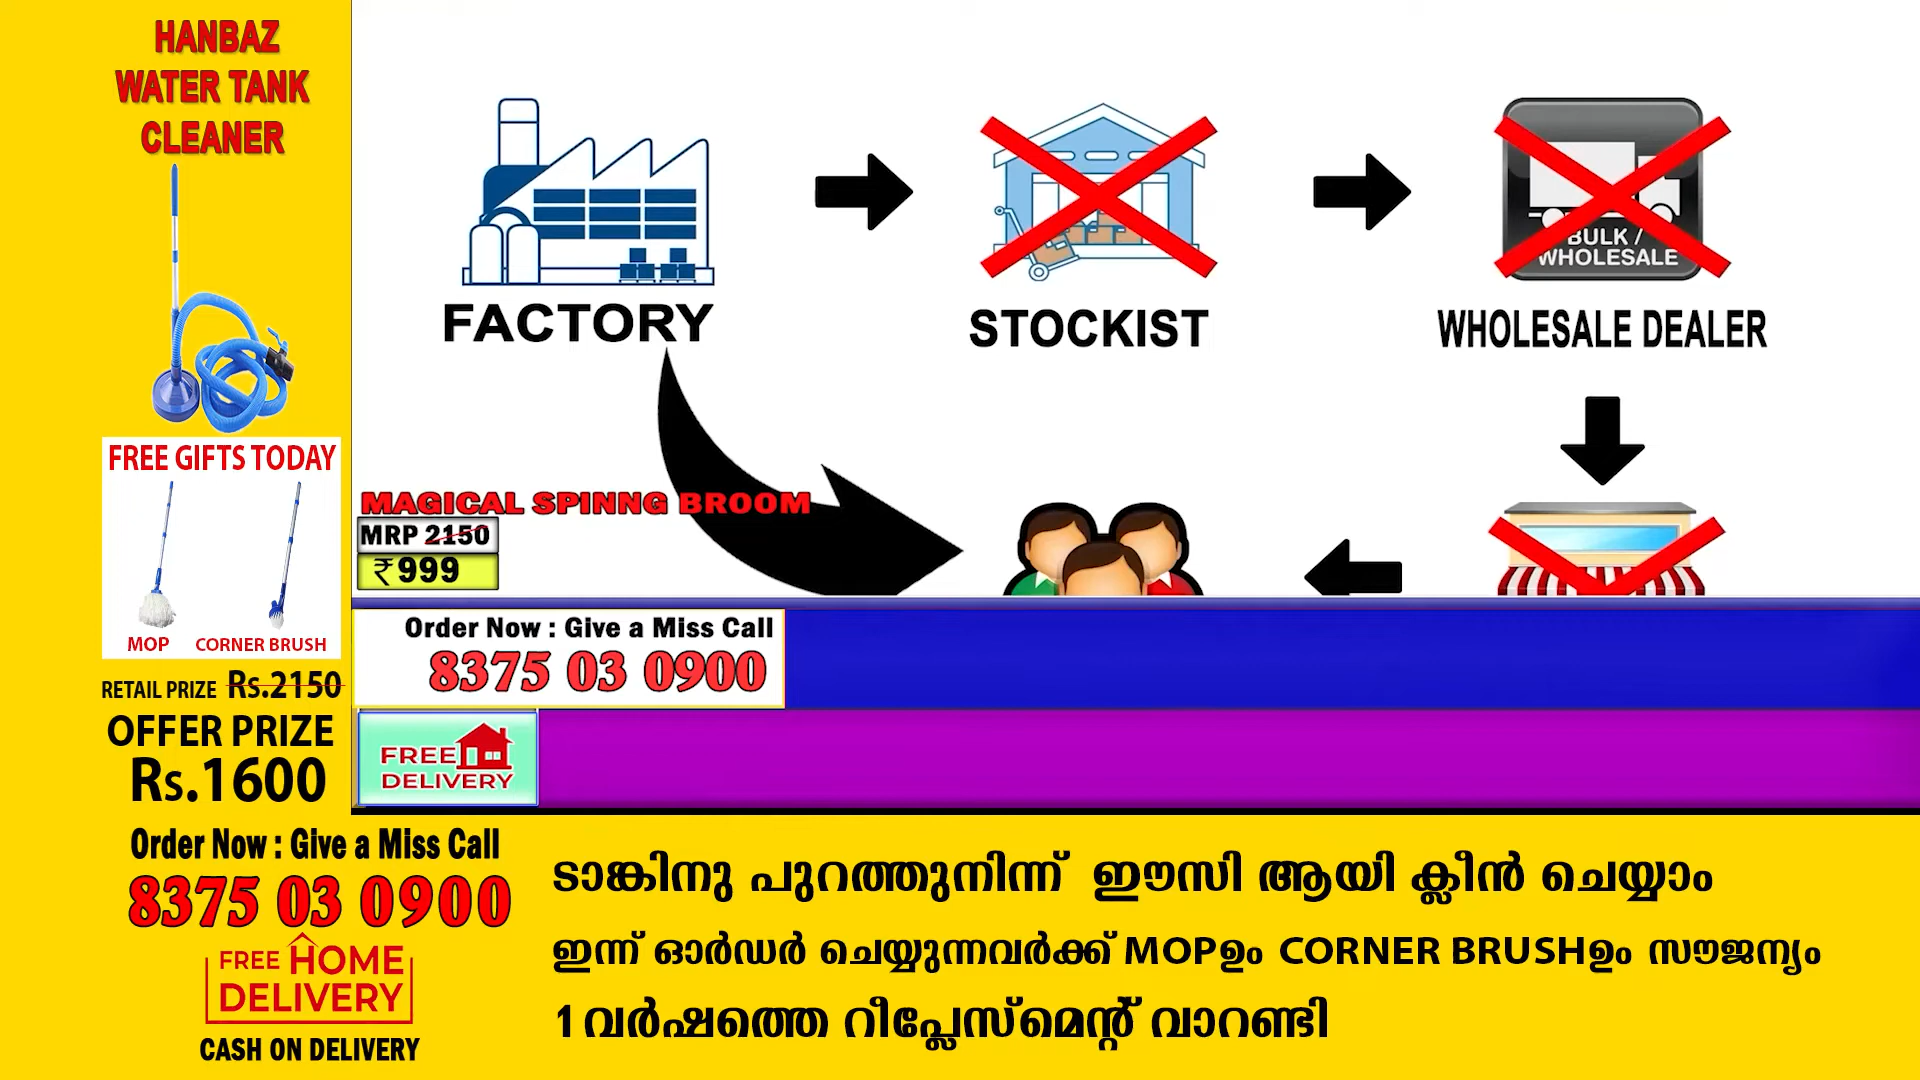 HANBAZ
WATER TANK
CLEANER
FREE GIFTS TODAY
MOP CORNER BRUSH
RETAIL PRIZE Rs.2150
OFFER PRIZE
Rs.1600
Order Now : Give a Miss Call
8375 03 0900
FREE HOME
DELIVERY
CASH ON DELIVERY
FACTORY
STOCKIST
BULK /
WHOLESALE
WHOLESALE DEALER
MAGICAL SPINNG BROOM
MRP 2150
₹999
Order Now : Give a Miss Call
8375 03 0900
FREE
DELIVERY
ടാങ്കിനു പുറത്തുനിന്ന് ഈസി ആയി ക്ലീൻ ചെയ്യാം
ഇന്ന് ഓർഡർ ചെയ്യുന്നവർക്ക് MOPഉം CORNER BRUSHഉം സൗജന്യം
1 വർഷത്തെ റീപ്ലേസ്മെന്റ് വാറണ്ടി